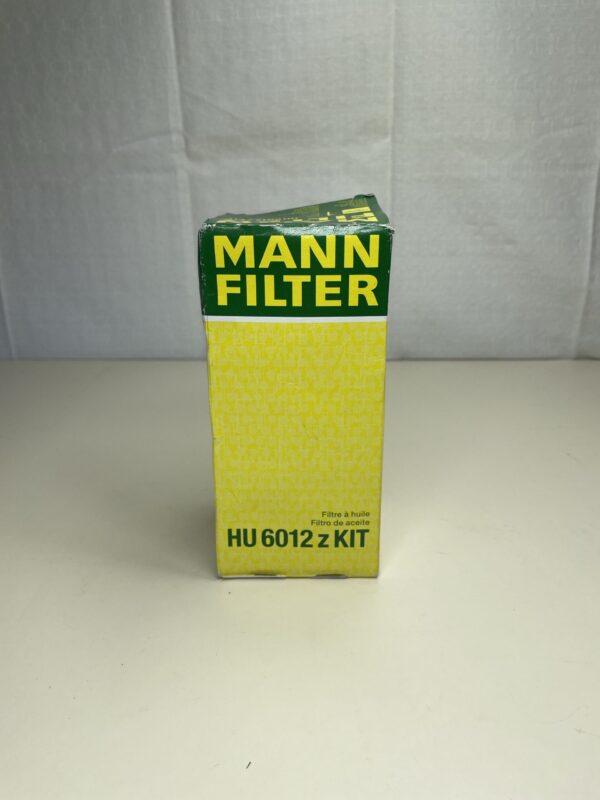 MANN
FILTER
Filtre à huile
Filtro de aceite
HU 6012 z KIT